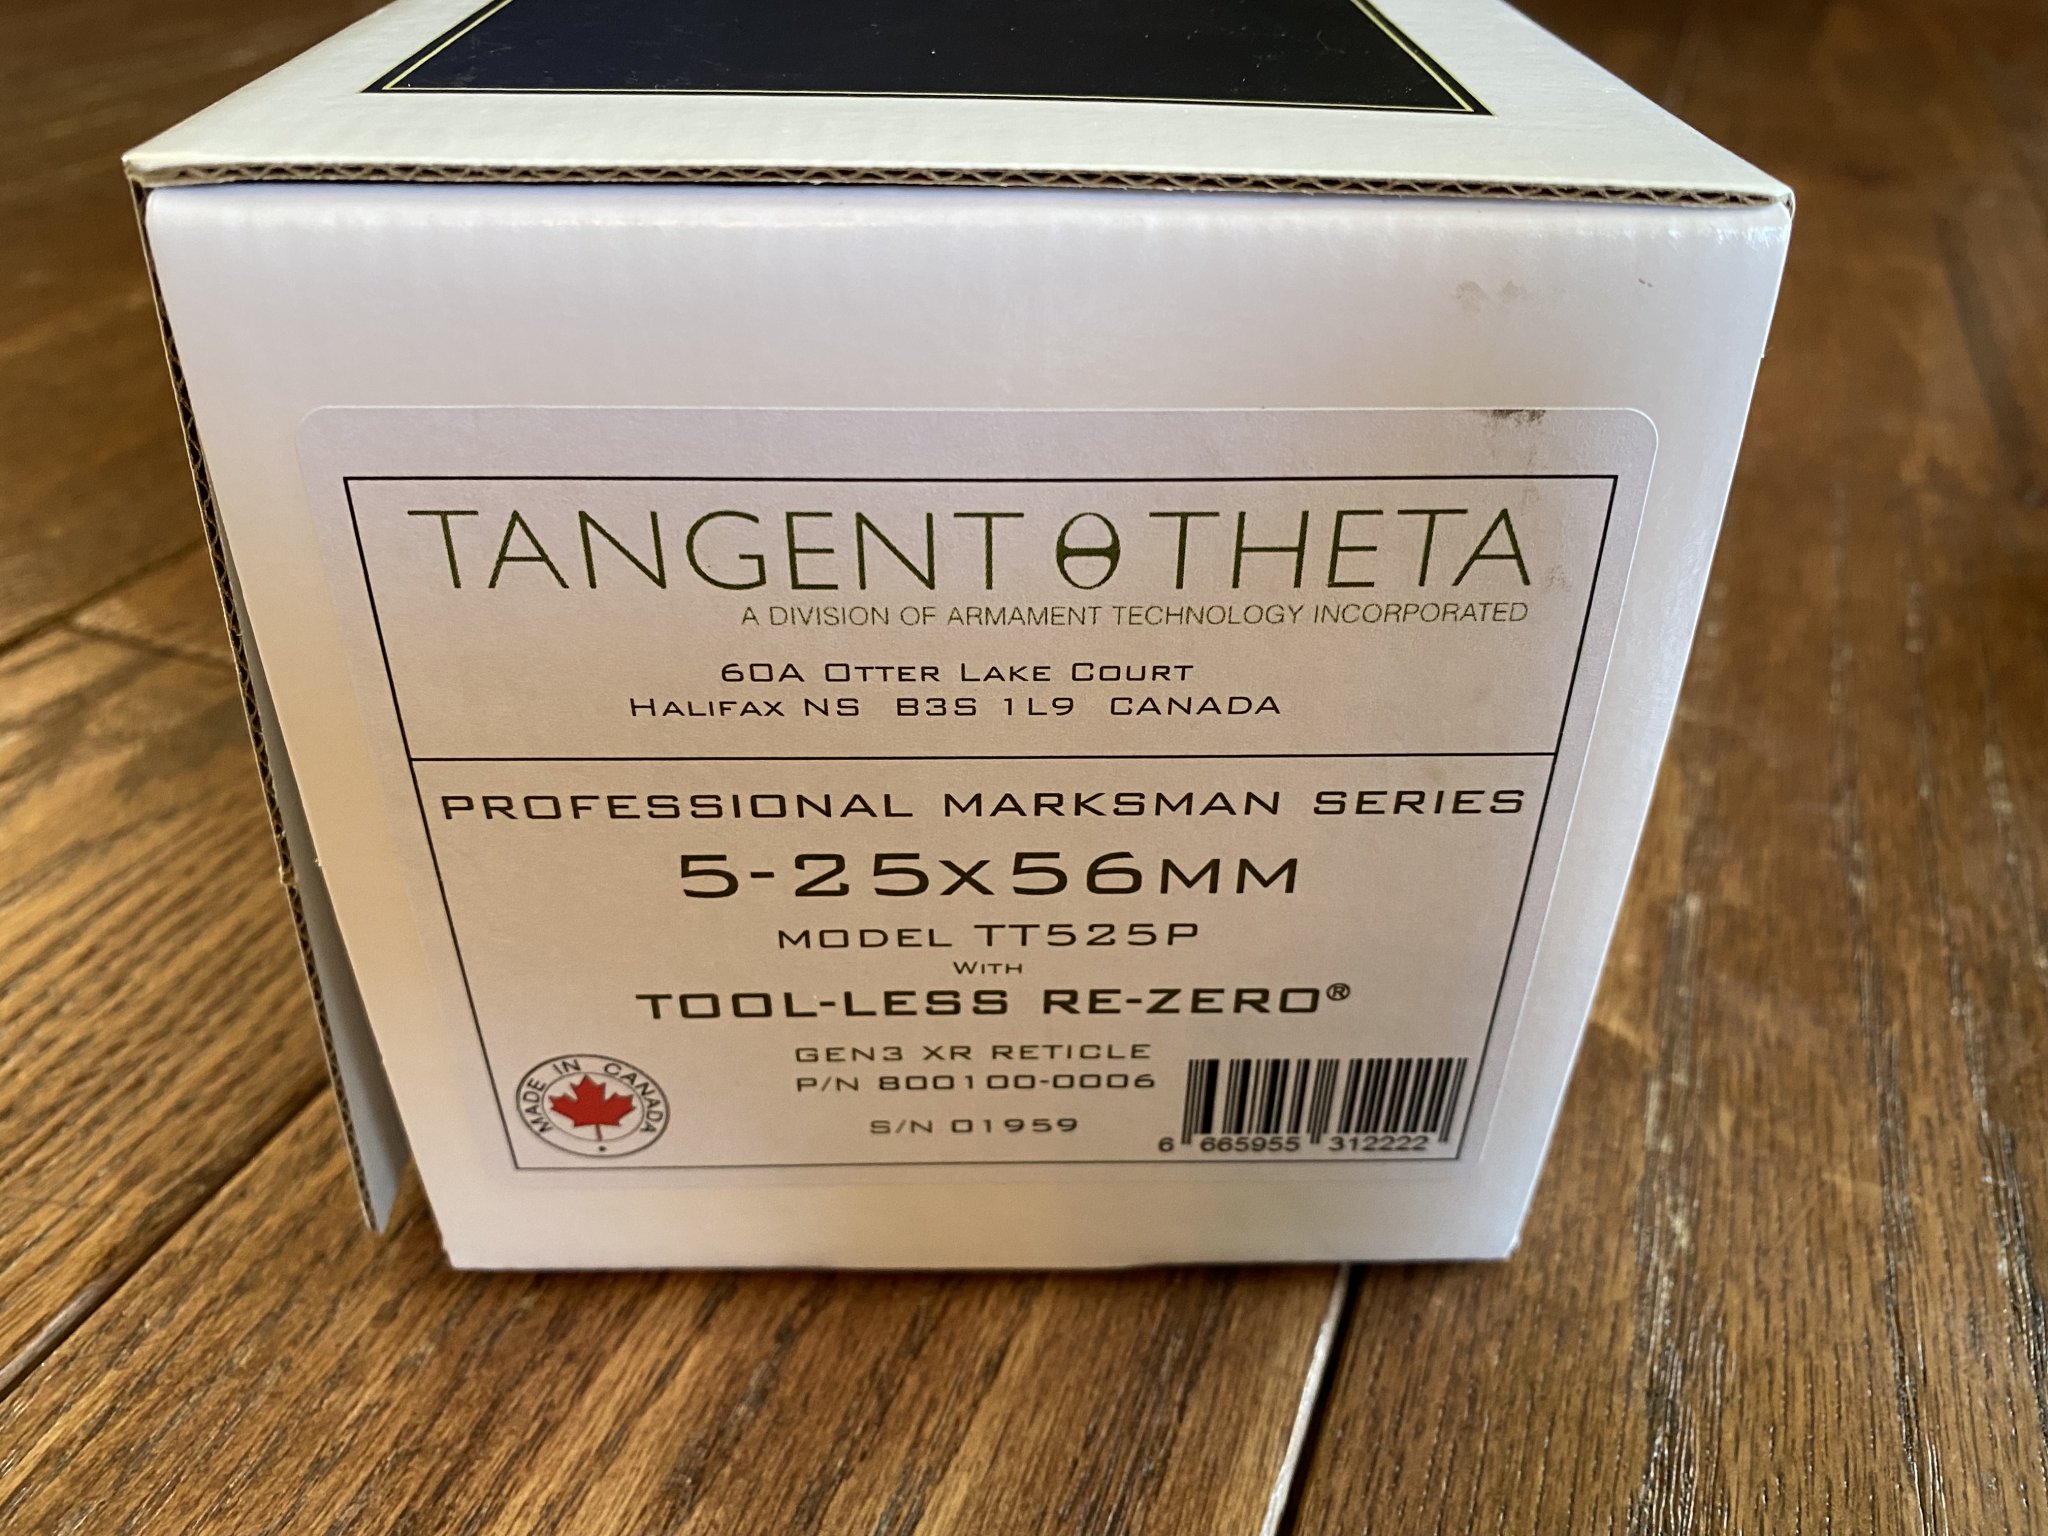 TANGENT θ THETA
A DIVISION OF ARMAMENT TECHNOLOGY INCORPORATED
60A OTTER LAKE COURT
HALIFAX NS B3S 1L9 CANADA
PROFESSIONAL MARKSMAN SERIES
5-25x56MM
MODEL TT525P
WITH
TOOL-LESS RE-ZERO®
GEN3 XR RETICLE
P/N 800100-0006
S/N 01959
MADE IN CANADA
6 665955 312222